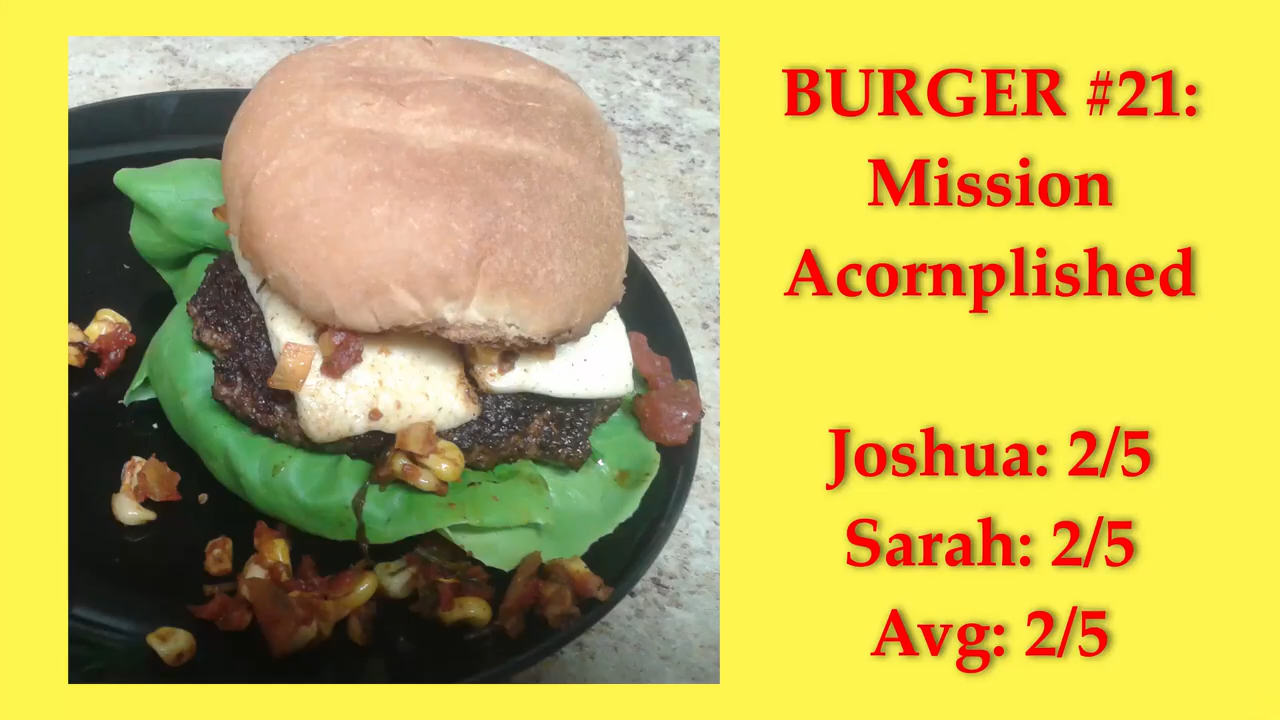 BURGER #21:
Mission
Acornplished
Joshua: 2/5
Sarah: 2/5
Avg: 2/5